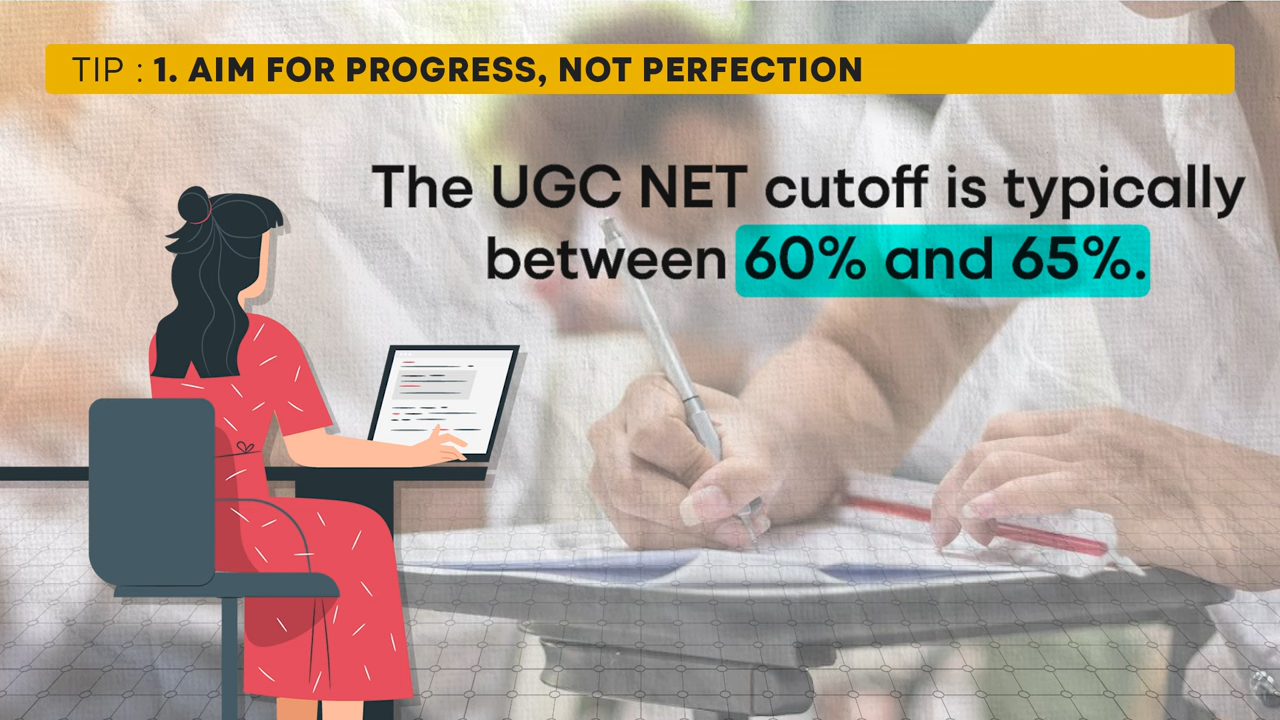 TIP : 1. AIM FOR PROGRESS, NOT PERFECTION
The UGC NET cutoff is typically
between 60% and 65%.